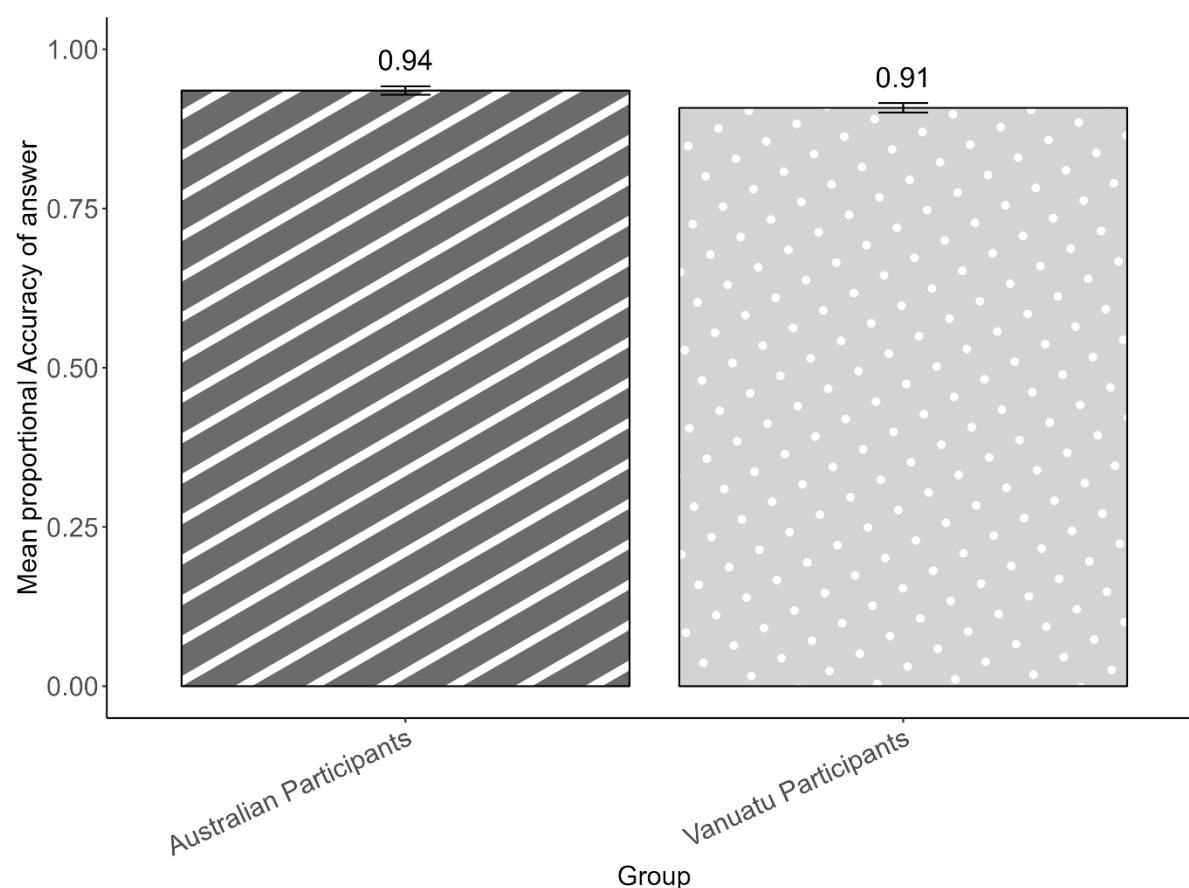 Mean proportional Accuracy of answer
1.00
0.75
0.50
0.25
0.00
0.94
0.91
Australian Participants
Vanuatu Participants
Group